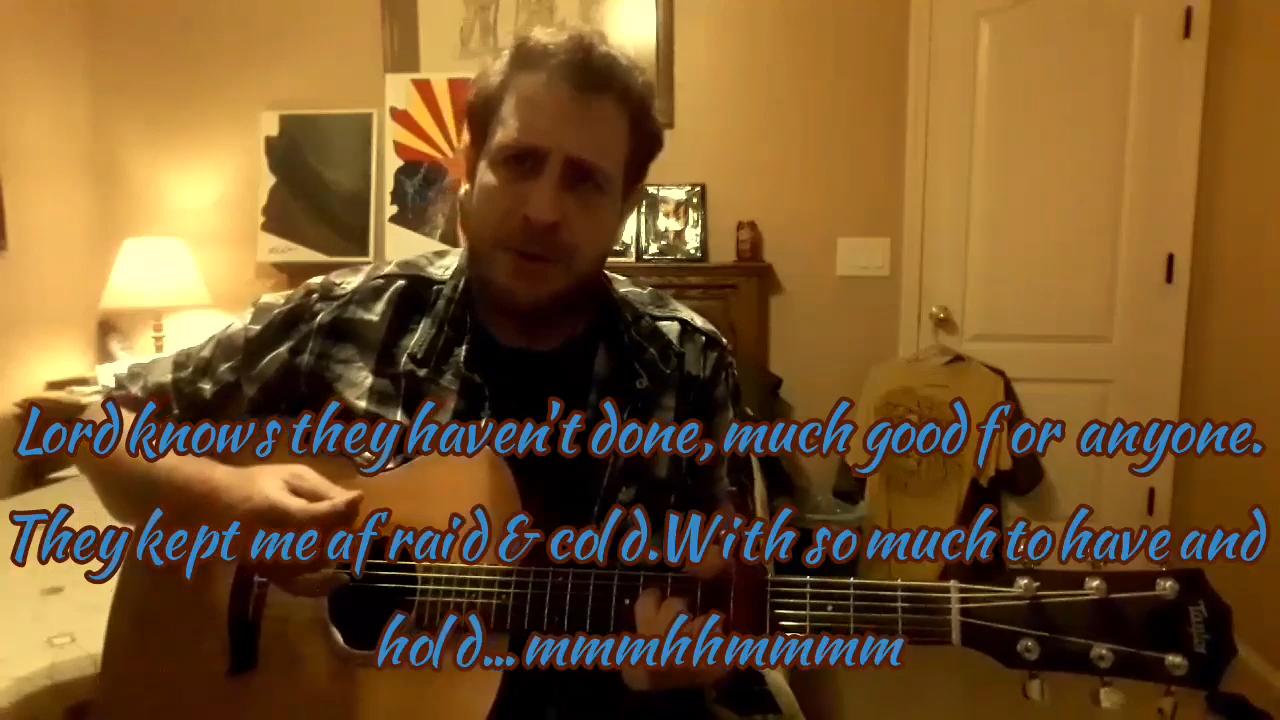 Lord knows they haven't done, much good for anyone.
They kept me afraid & cold.With so much to have and
hold...mmmhhmmmm
Taylor